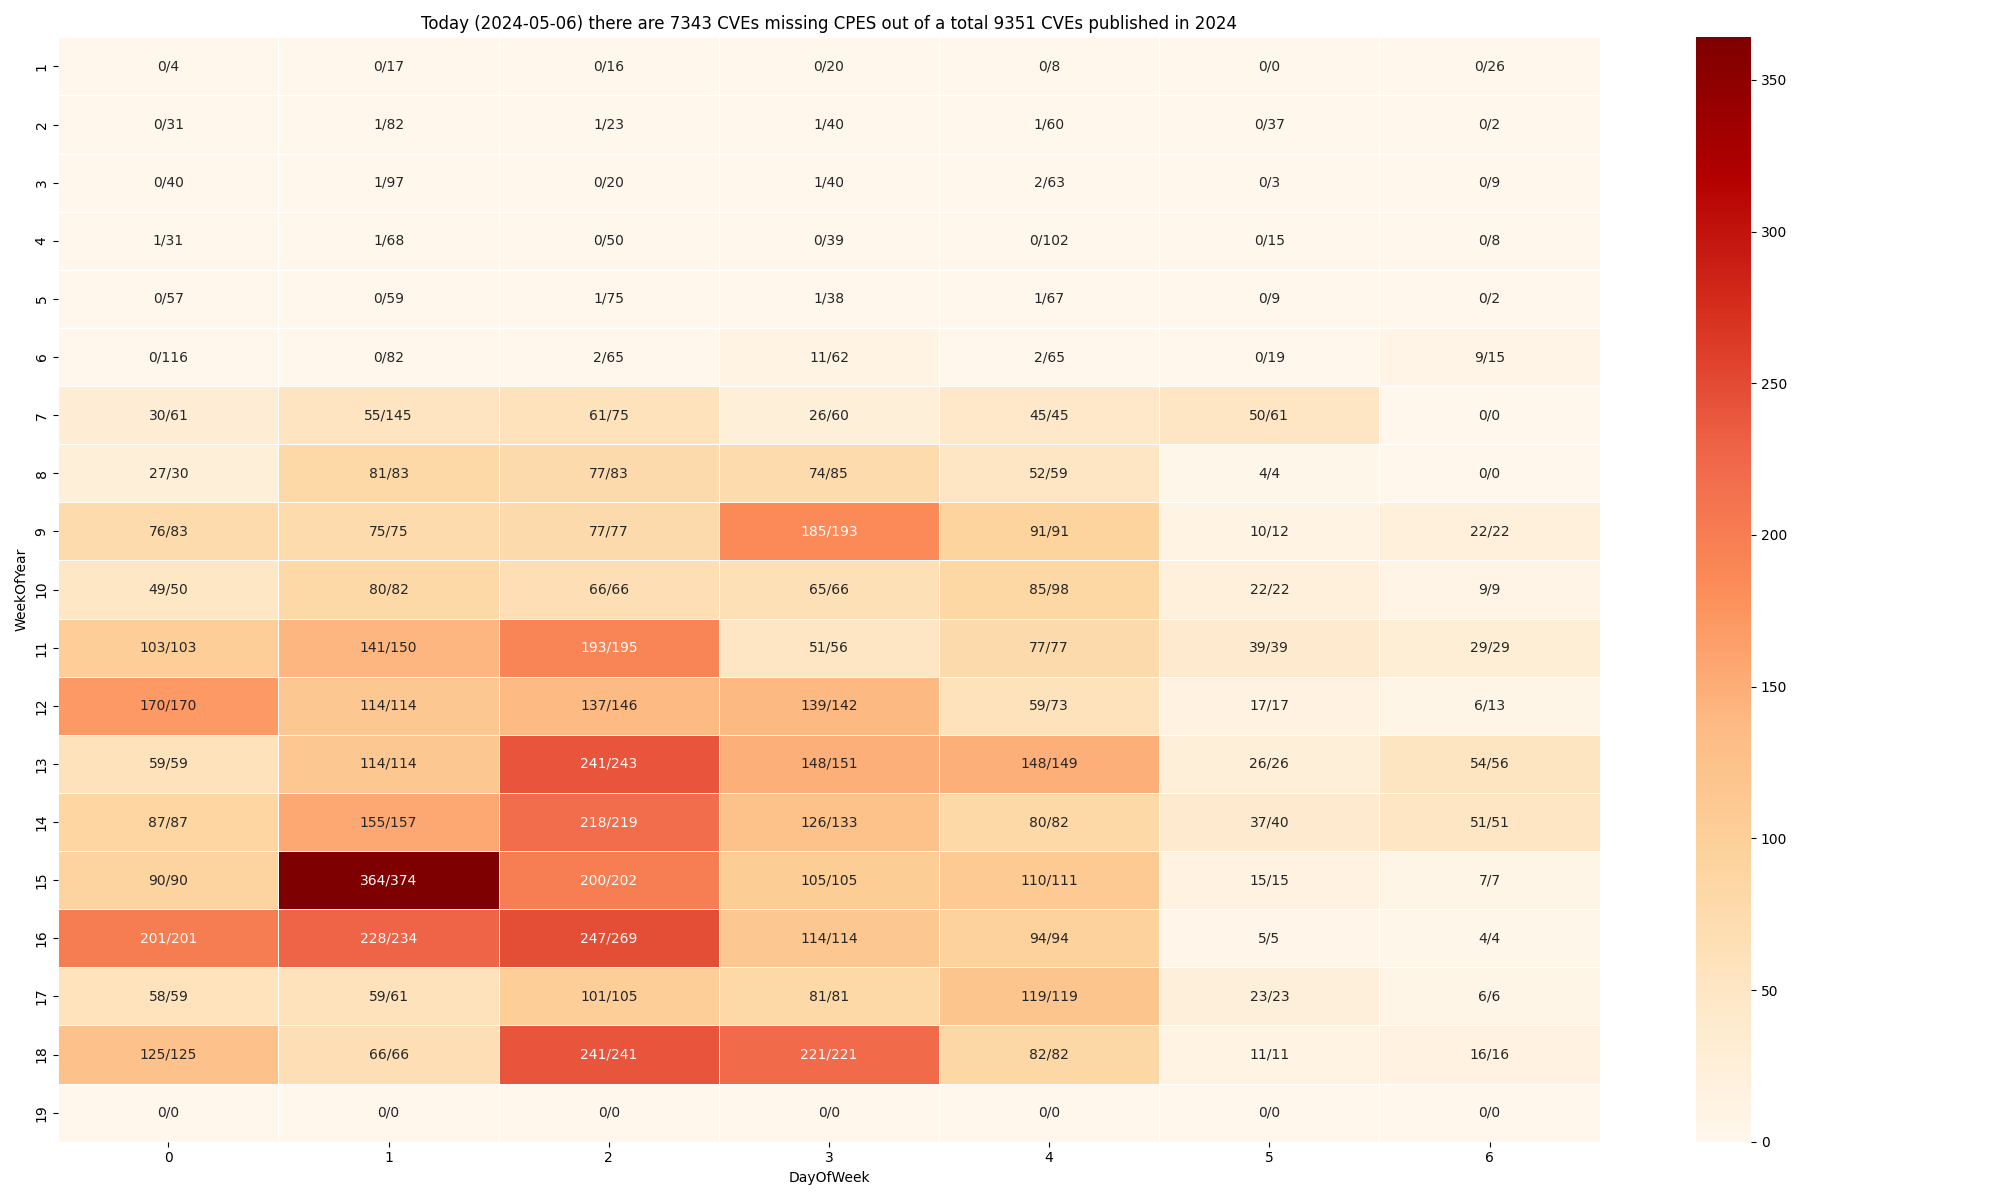 Today (2024-05-06) there are 7343 CVEs missing CPES out of a total 9351 CVEs published in 2024
1 0/4 0/17 0/16 0/20 0/8 0/0 0/26
2 0/31 1/82 1/23 1/40 1/60 0/37 0/2
3 0/40 1/97 0/20 1/40 2/63 0/3 0/9
4 1/31 1/68 0/50 0/39 0/102 0/15 0/8
5 0/57 0/59 1/75 1/38 1/67 0/9 0/2
6 0/116 0/82 2/65 11/62 2/65 0/19 9/15
7 30/61 55/145 61/75 26/60 45/45 50/61 0/0
8 27/30 81/83 77/83 74/85 52/59 4/4 0/0
9 76/83 75/75 77/77 185/193 91/91 10/12 22/22
10 49/50 80/82 66/66 65/66 85/98 22/22 9/9
11 103/103 141/150 193/195 51/56 77/77 39/39 29/29
12 170/170 114/114 137/146 139/142 59/73 17/17 6/13
13 59/59 114/114 241/243 148/151 148/149 26/26 54/56
14 87/87 155/157 218/219 126/133 80/82 37/40 51/51
15 90/90 364/374 200/202 105/105 110/111 15/15 7/7
16 201/201 228/234 247/269 114/114 94/94 5/5 4/4
17 58/59 59/61 101/105 81/81 119/119 23/23 6/6
18 125/125 66/66 241/241 221/221 82/82 11/11 16/16
19 0/0 0/0 0/0 0/0 0/0 0/0 0/0
0 1 2 3 4 5 6
DayOfWeek
WeekOfYear
350
300
250
200
150
100
50
0